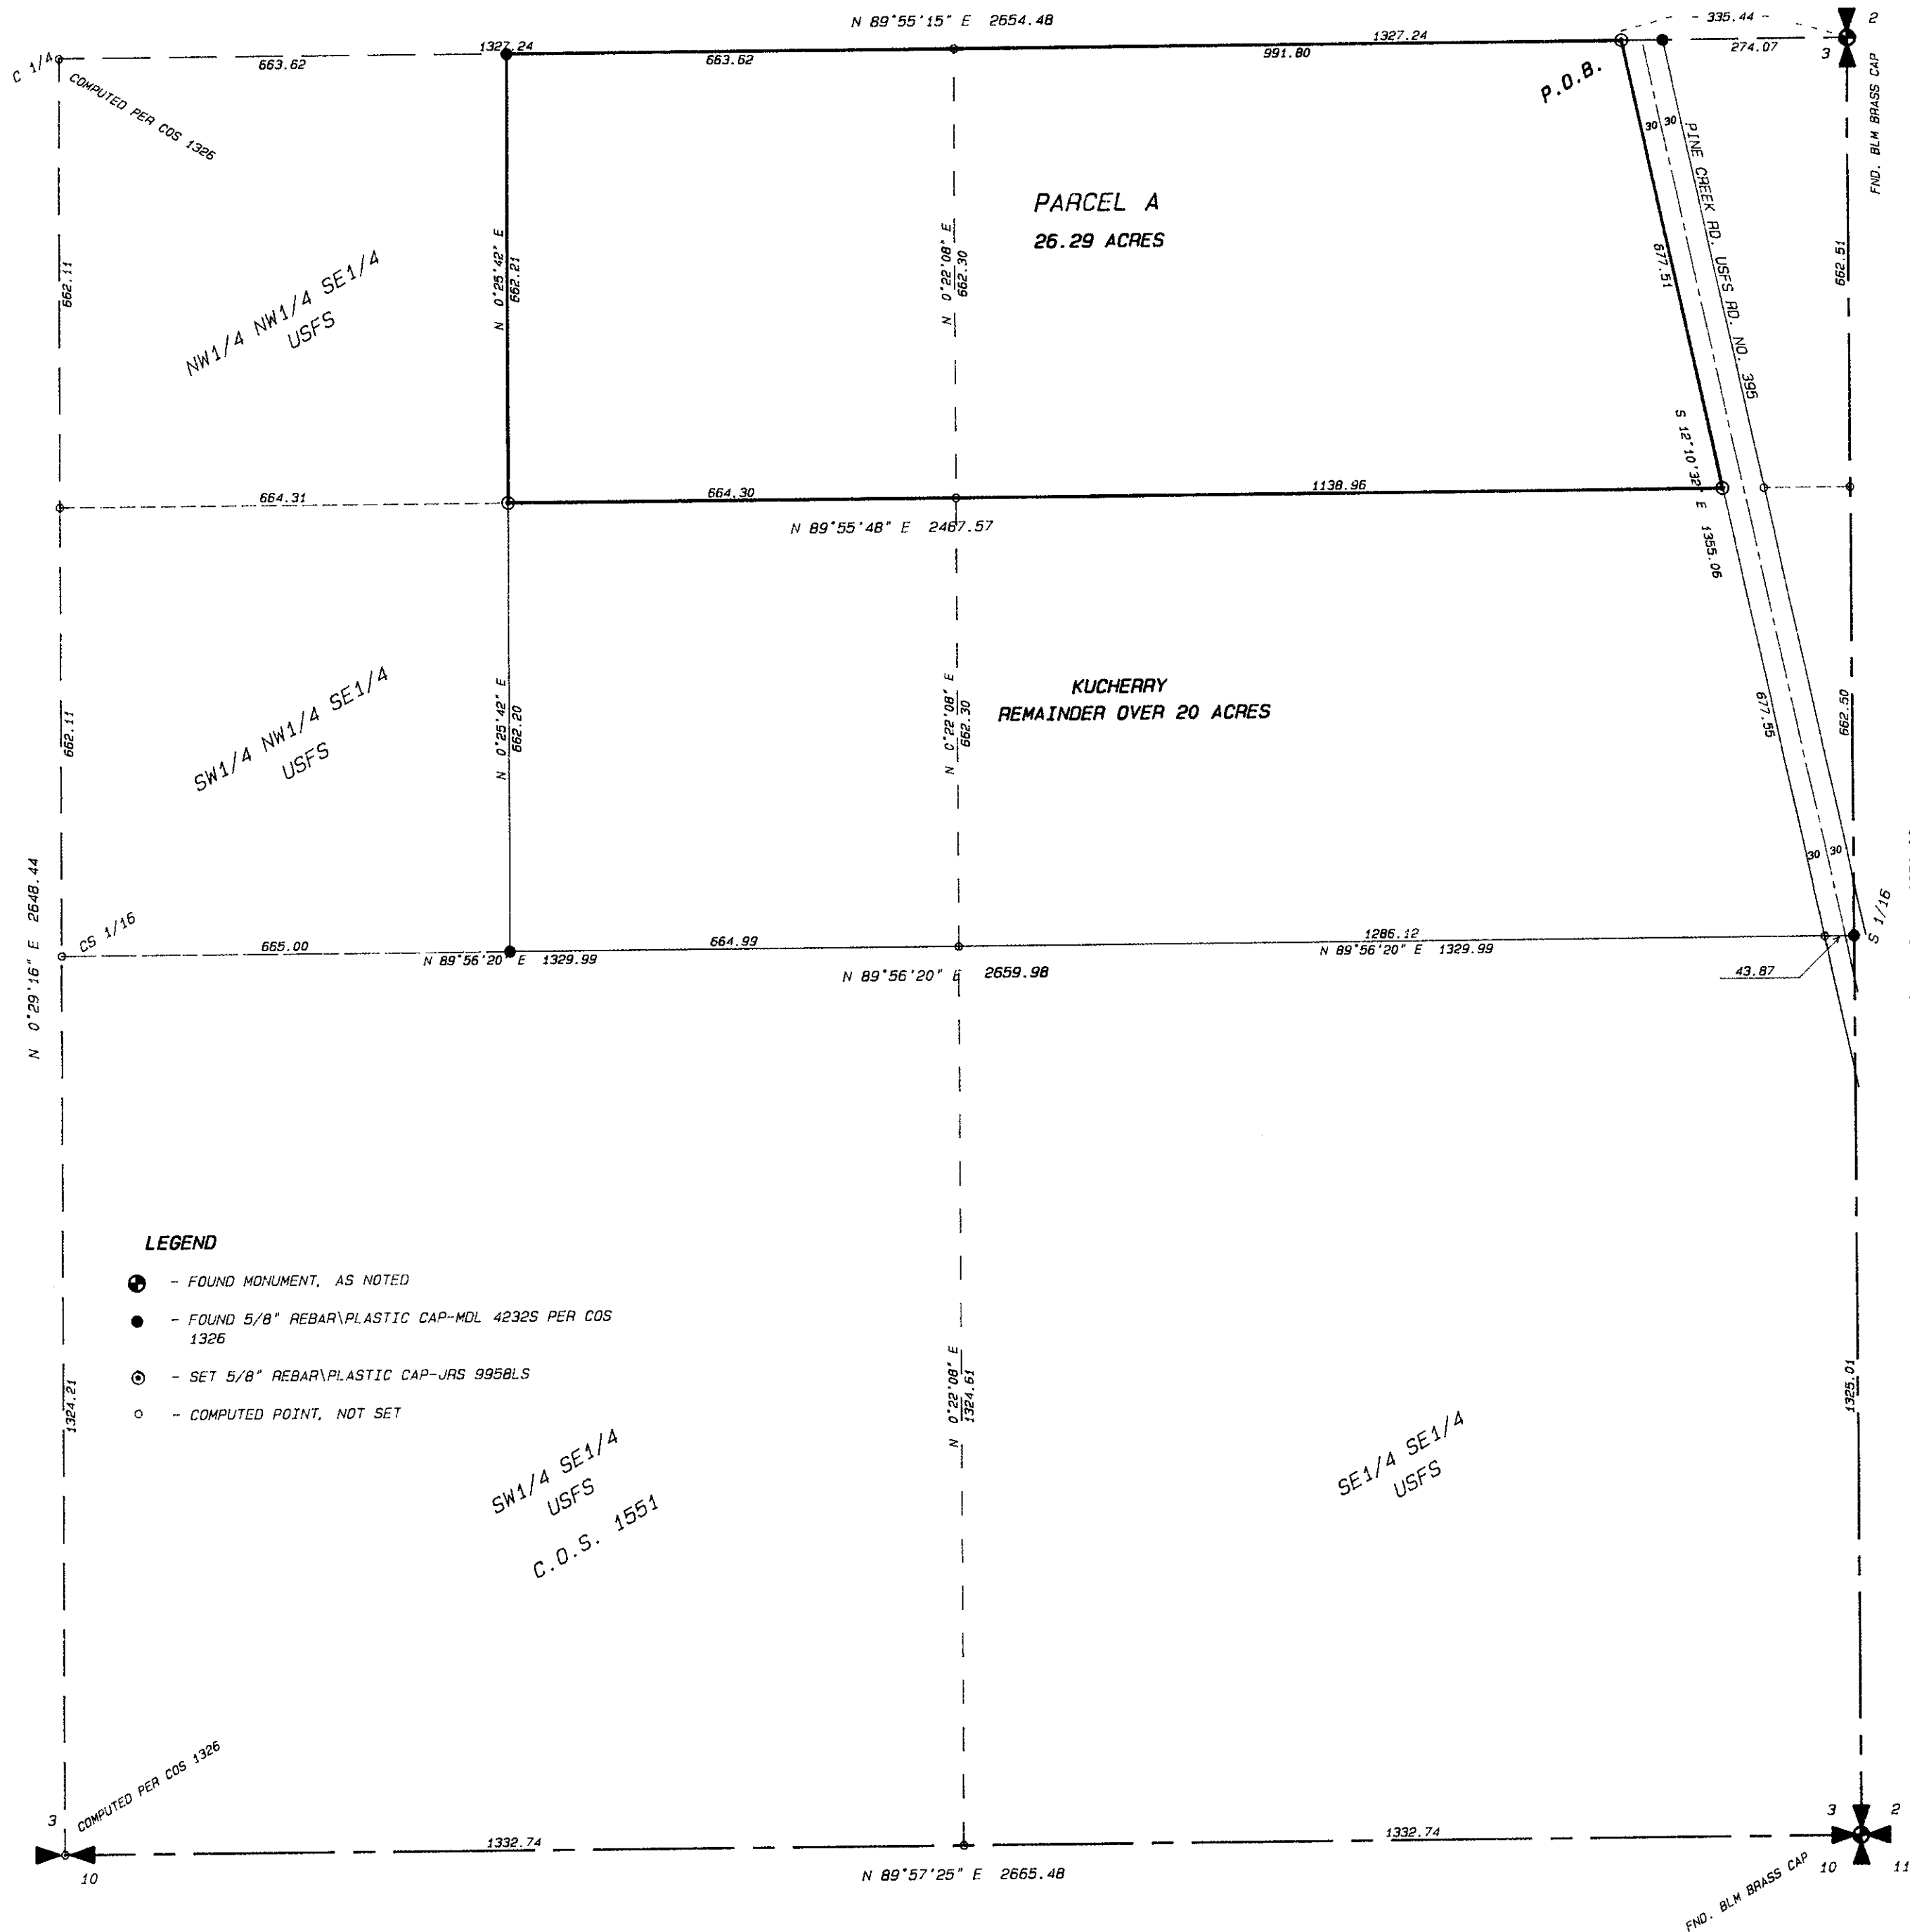 N 89°55'15" E 2654.48
335.44
2
C 1/4
663.62
1327.24
663.62
991.80
1327.24
274.07
3
COMPUTED PER COS 1326
P.O.B.
FND. BLM BRASS CAP
30 30
PINE CREEK RD. USFS RD. NO. 395
PARCEL A
26.29 ACRES
662.11
NW1/4 NW1/4 SE1/4
USFS
N 0°25'42" E
662.21
N 0°22'08" E
662.30
677.51
662.51
S 12°10'32" E 1355.06
664.31
664.30
1138.96
N 89°55'48" E 2467.57
KUCHERRY
REMAINDER OVER 20 ACRES
662.11
SW1/4 NW1/4 SE1/4
USFS
N 0°25'42" E
662.20
N 0°22'08" E
662.30
677.55
662.50
30 30
N 0°29'16" E 2648.44
CS 1/16
S 1/16
665.00
664.99
1286.12
N 89°56'20" E 1329.99
N 89°56'20" E 1329.99
N 89°56'20" E 2659.98
43.87
LEGEND
- FOUND MONUMENT, AS NOTED
- FOUND 5/8" REBAR\PLASTIC CAP-MDL 4232S PER COS
1326
- SET 5/8" REBAR\PLASTIC CAP-JRS 9958LS
- COMPUTED POINT, NOT SET
1324.21
N 0°22'08" E
1324.61
1325.01
SW1/4 SE1/4
USFS
C.O.S. 1551
SE1/4 SE1/4
USFS
COMPUTED PER COS 1326
3
10
1332.74
1332.74
N 89°57'25" E 2665.48
3 2
10 11
FND. BLM BRASS CAP